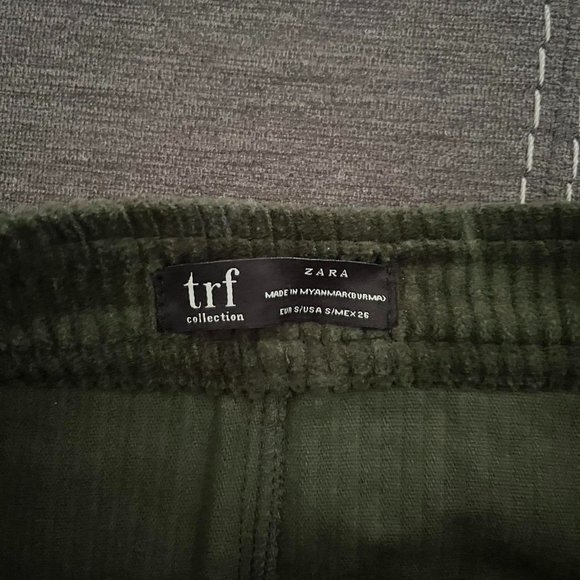 trf
collection
ZARA
MADE IN MYANMAR(BURMA)
EUR S/USA S/MEX 26